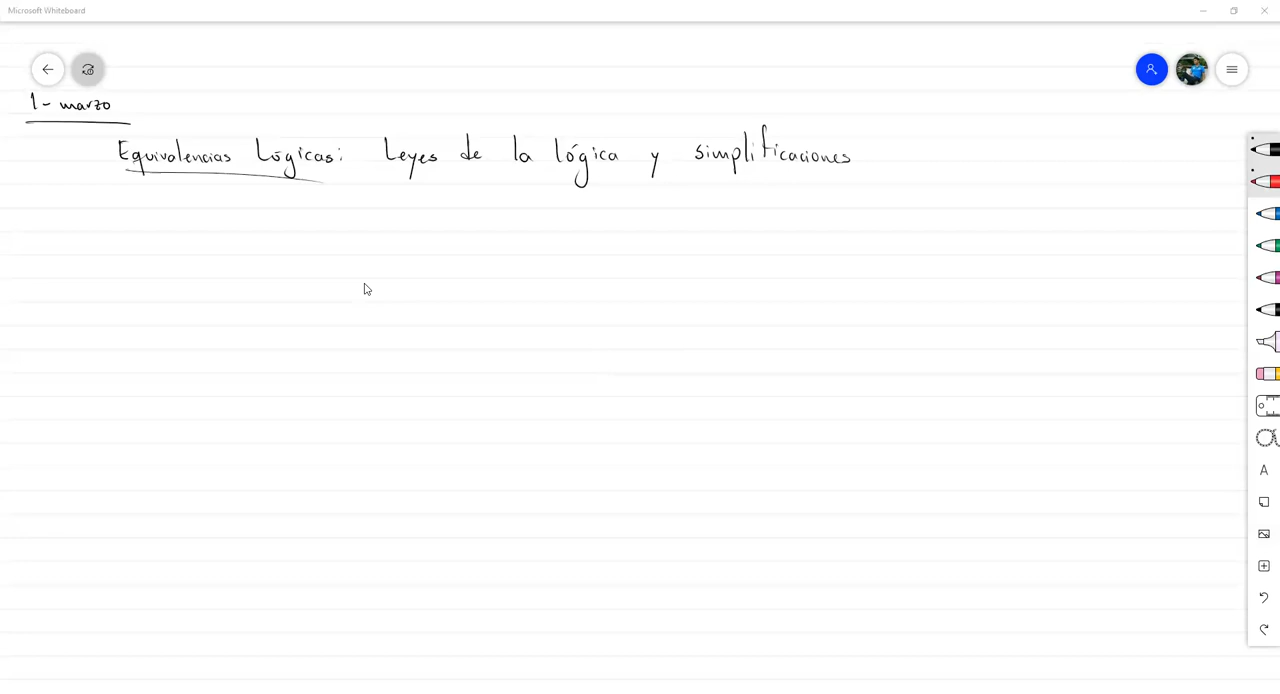 Microsoft Whiteboard
1 - marzo
Equivalencias Lógicas: Leyes de la lógica y simplificaciones
A